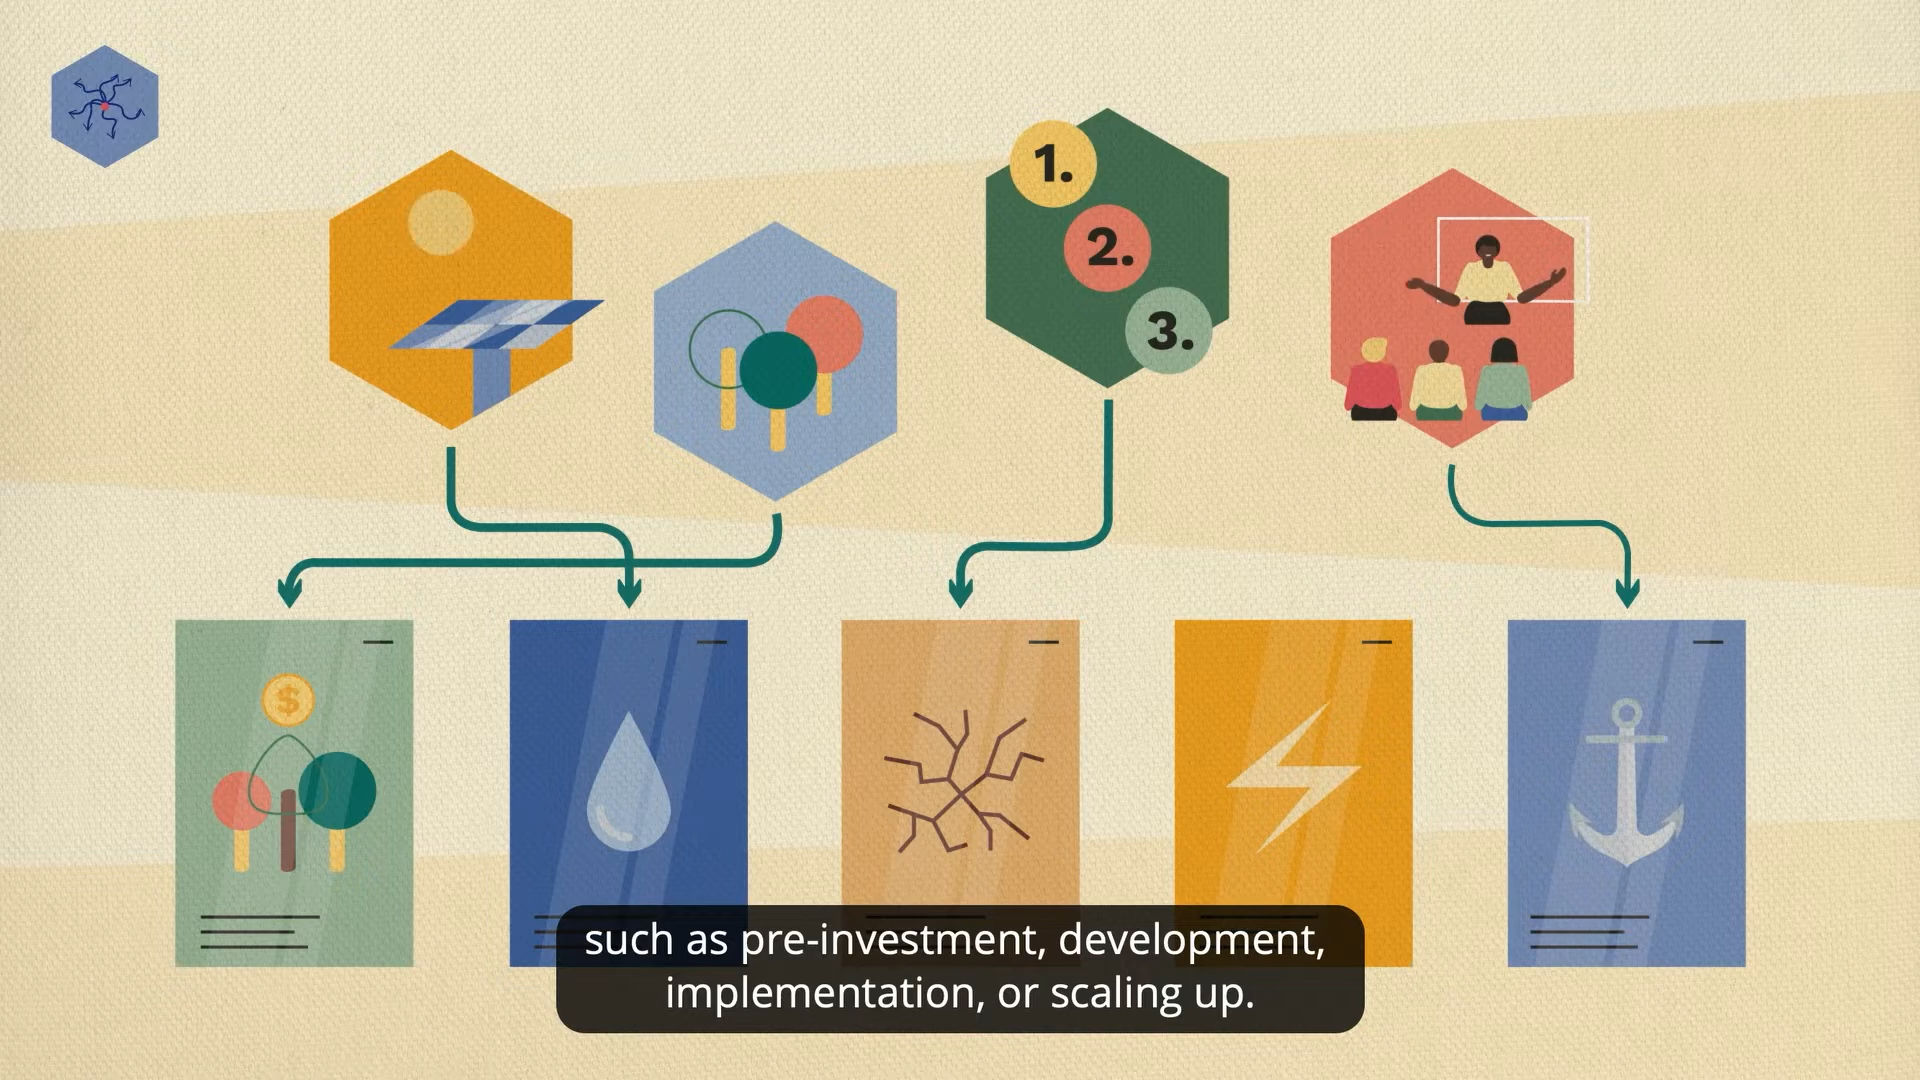 1.
2.
3.
$
such as pre-investment, development,
implementation, or scaling up.